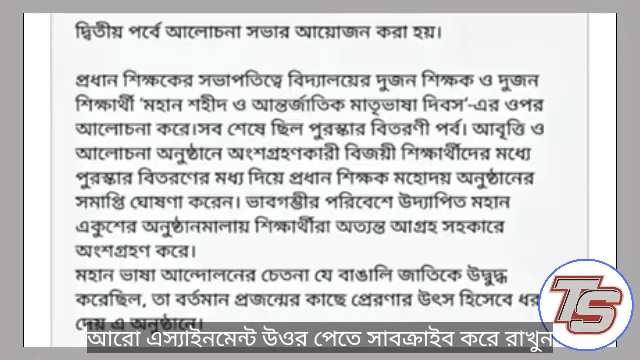 দ্বিতীয় পর্বে আলোচনা সভার আয়োজন করা হয়।
প্রধান শিক্ষকের সভাপতিত্বে বিদ্যালয়ের দুজন শিক্ষক ও দুজন
শিক্ষার্থী ‘মহান শহীদ ও আন্তর্জাতিক মাতৃভাষা দিবস’-এর ওপর
আলোচনা করে।সব শেষে ছিল পুরস্কার বিতরণী পর্ব। আবৃত্তি ও
আলোচনা অনুষ্ঠানে অংশগ্রহণকারী বিজয়ী শিক্ষার্থীদের মধ্যে
পুরস্কার বিতরণের মধ্য দিয়ে প্রধান শিক্ষক মহোদয় অনুষ্ঠানের
সমাপ্তি ঘোষণা করেন। ভাবগম্ভীর পরিবেশে উদ্যাপিত মহান
একুশের অনুষ্ঠানমালায় শিক্ষার্থীরা অত্যন্ত আগ্রহ সহকারে
অংশগ্রহণ করে।
মহান ভাষা আন্দোলনের চেতনা যে বাঙালি জাতিকে উদ্বুদ্ধ
করেছিল, তা বর্তমান প্রজন্মের কাছে প্রেরণার উৎস হিসেবে ধরা
দেয় এ অনুষ্ঠানে।
আরো এস্যাইনমেন্ট উওর পেতে সাবক্রাইব করে রাখুন
TS